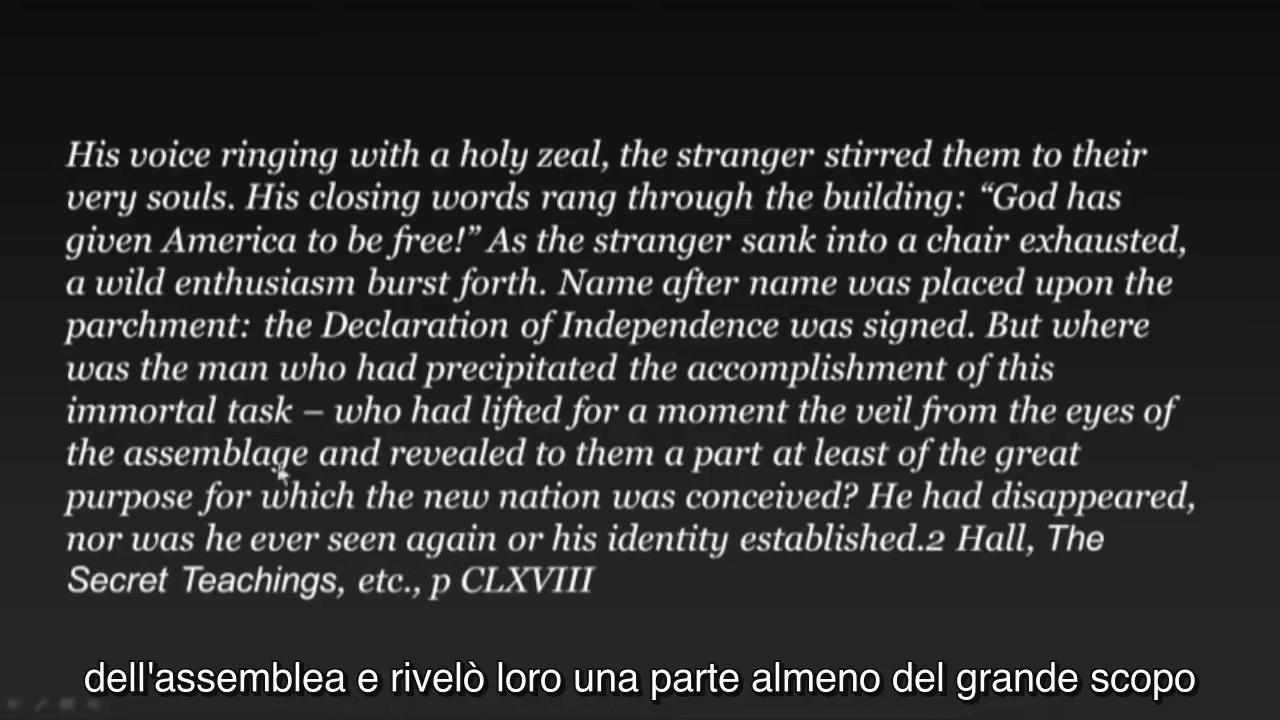 His voice ringing with a holy zeal, the stranger stirred them to their
very souls. His closing words rang through the building: “God has
given America to be free!” As the stranger sank into a chair exhausted,
a wild enthusiasm burst forth. Name after name was placed upon the
parchment: the Declaration of Independence was signed. But where
was the man who had precipitated the accomplishment of this
immortal task – who had lifted for a moment the veil from the eyes of
the assemblage and revealed to them a part at least of the great
purpose for which the new nation was conceived? He had disappeared,
nor was he ever seen again or his identity established.2 Hall, The
Secret Teachings, etc., p CLXVIII
dell'assemblea e rivelò loro una parte almeno del grande scopo